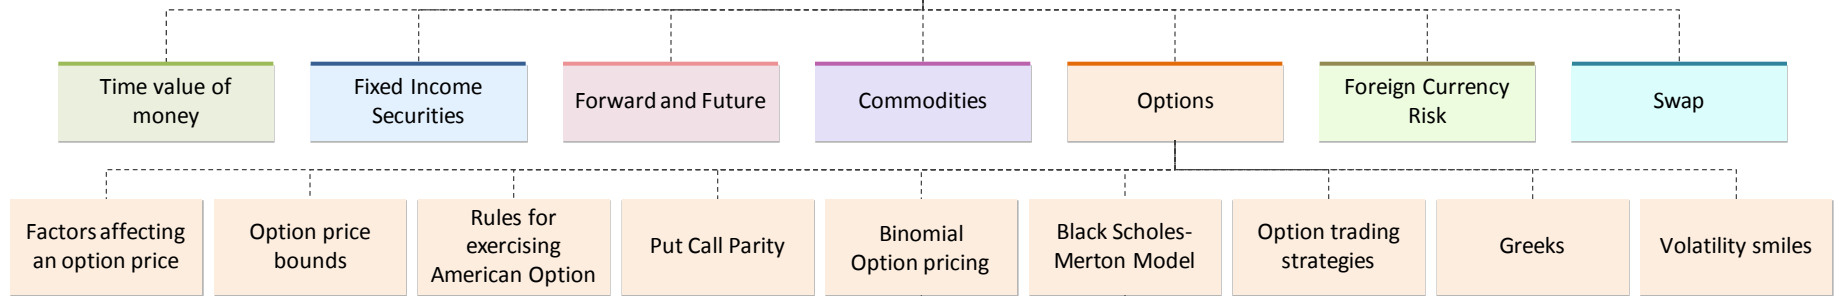 Time value of
money
Fixed Income
Securities
Forward and Future
Commodities
Options
Foreign Currency
Risk
Swap
Factors affecting
an option price
Option price
bounds
Rules for
exercising
American Option
Put Call Parity
Binomial
Option pricing
Black Scholes-
Merton Model
Option trading
strategies
Greeks
Volatility smiles